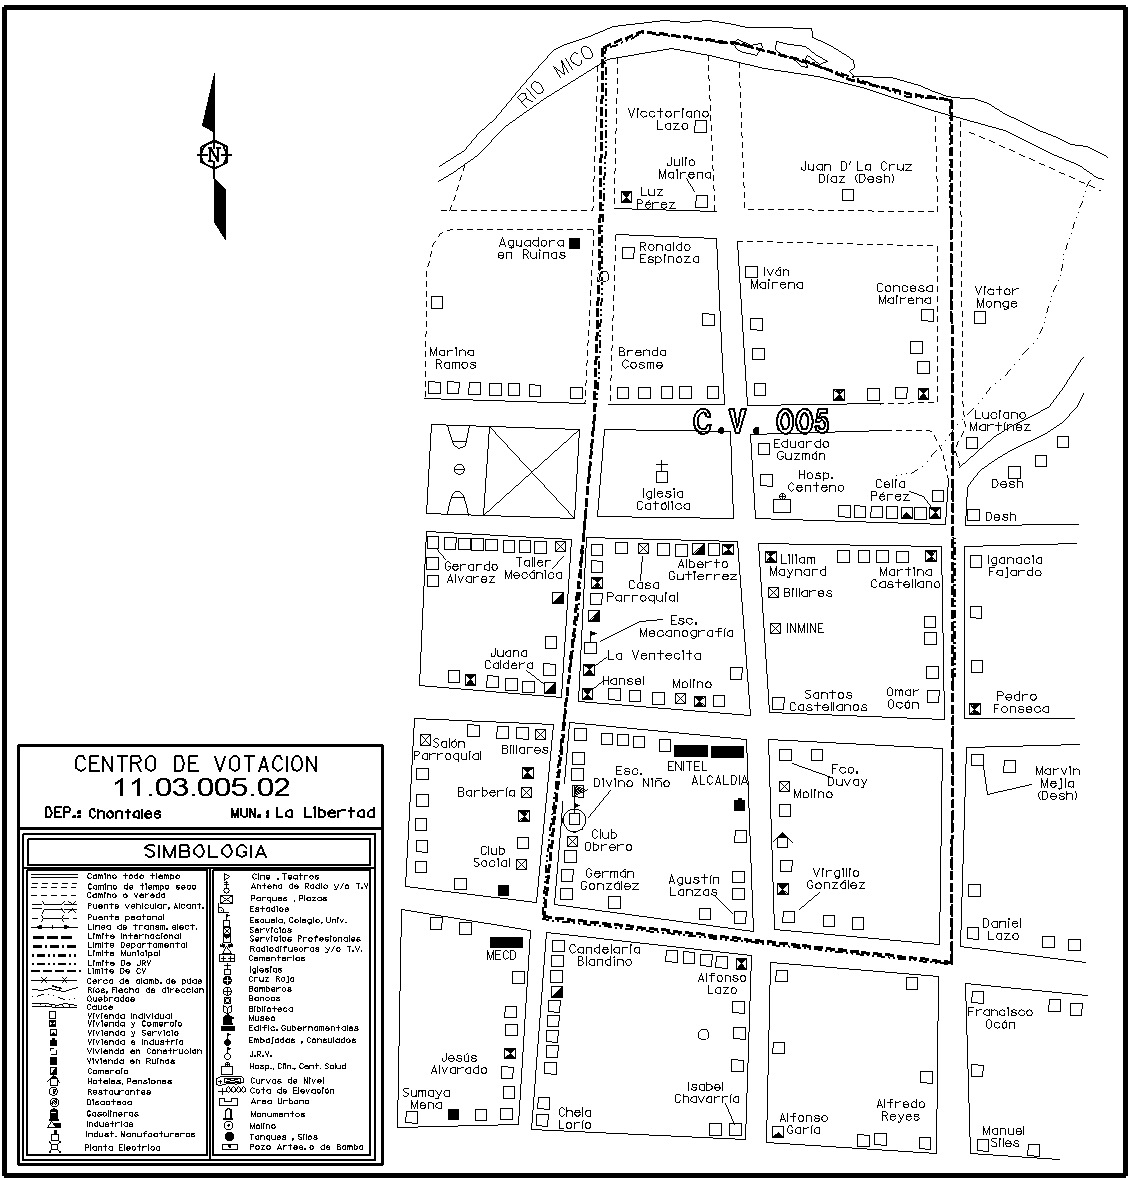 RIO MICO
N
Vicctoriano
Lazo
Julio
Mairena
Luz
Pérez
Juan D' La Cruz
Díaz (Desh)
Aguadora
en Ruinas
Ronaldo
Espinoza
Iván
Mairena
Concesa
Mairena
Victor
Monge
Marina
Ramos
Brenda
Cosme
C.V. 005
Luciano
Martínez
Eduardo
Guzmán
Hosp.
Centeno
Celia
Pérez
Iglesia
Católica
Desh
Desh
Gerardo
Alvarez
Taller
Mecánica
Casa
Parroquial
Alberto
Gutierrez
Liliam
Maynard
Martina
Castellano
Iganacia
Fajardo
Billares
INMINE
Esc.
Mecanografía
La Ventecita
Juana
Caldera
Hansel
Molino
Santos
Castellanos
Omar
Ocón
Pedro
Fonseca
Salón
Parroquial
Billares
ENITEL
ALCALDIA
Esc.
Divino Niño
Fco.
Duvay
Molino
Marvin
Mejia
(Desh)
Barbería
Club
Obrero
Club
Social
Germán
González
Agustín
Lanzas
Virgilio
González
Daniel
Lazo
MECD
Candelaria
Blandino
Alfonso
Lazo
Francisco
Ocón
Jesús
Alvarado
Sumaya
Mena
Chela
Lorío
Isabel
Chavarría
Alfonso
Garía
Alfredo
Reyes
Manuel
Siles
CENTRO DE VOTACION
11.03.005.02
DEP.: Chontales MUN.: La Libertad
SIMBOLOGIA
Camino todo tiempo
Camino de tiempo seco
Camino o vereda
Puente vehicular, Alcant.
Puente peatonal
Linea de transm. elect.
Limite Internacional
Limite Departamental
Limite Municipal
Limite De JRV
Limite De CV
Cerca de alamb. de puas
Ríos, Flecha de direccion
Quebradas
Cauce
Vivienda Individual
Vivienda y Comercio
Vivienda y Servicio
Vivienda e Industria
Vivienda en Construcion
Vivienda en Ruinas
Comercio
Hoteles, Pensiones
Restaurantes
Discoteca
Gasolineras
Industrias
Indust. Manufactureras
Planta Electrica
Cine , Teatros
Antena de Radio y/o T.V
Parques , Plazas
Estadios
Escuela, Colegio, Univ.
Servicios
Servicios Profesionales
Radiodifusoras y/o T.V.
Cementerios
Iglesias
Cruz Roja
Bomberos
Bancos
Biblioteca
Museo
Edific. Gubernamentales
Embajadas , Consulados
J.R.V.
Hosp., Clin., Cent. Salud
Curvas de Nivel
Cota de Elevación
Area Urbana
Monumentos
Molino
Tanques , Silos
Pozo Artes. o de Bomba